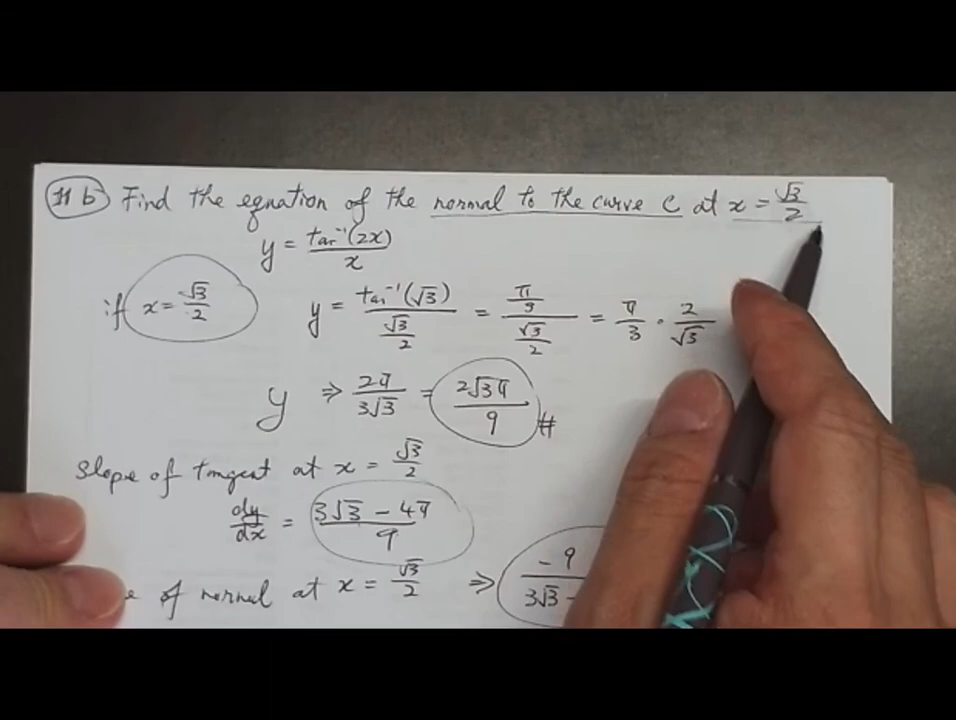 11 b) Find the equation of the normal to the curve C at x = √3/2
y = tan⁻¹(2x)/x
if x = √3/2
y = tan⁻¹(√3)/(√3/2) = (π/3)/(√3/2) = π/3 · 2/√3
y ⇒ 2π/3√3 = 2√3π/9 #
Slope of tangent at x = √3/2
dy/dx = (3√3 − 4π)/9
of normal at x = √3/2 ⇒ −9/(3√3 −